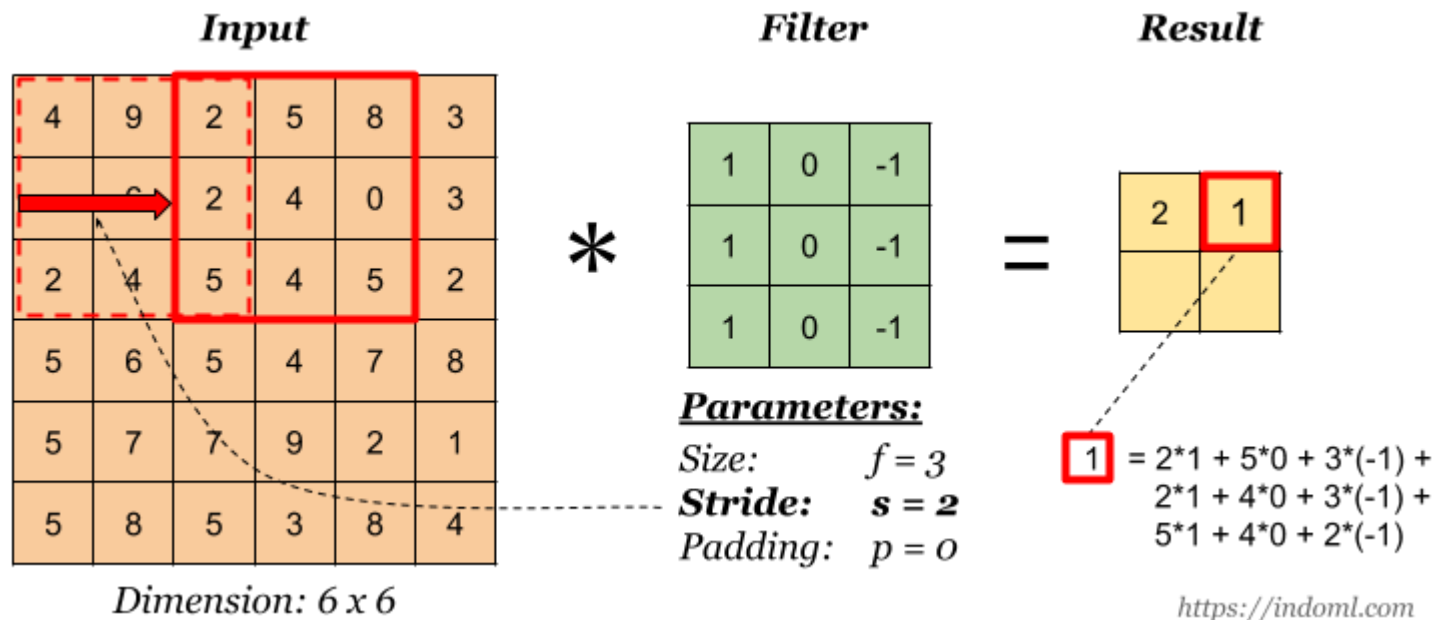 Input Filter Result
4 9 2 5 8 3
6 2 4 0 3
2 4 5 4 5 2
5 6 5 4 7 8
5 7 7 9 2 1
5 8 5 3 8 4
Dimension: 6 x 6
*
1 0 -1
1 0 -1
1 0 -1
Parameters:
Size: f = 3
Stride: s = 2
Padding: p = 0
=
2 1
1 = 2*1 + 5*0 + 3*(-1) +
2*1 + 4*0 + 3*(-1) +
5*1 + 4*0 + 2*(-1)
https://indoml.com